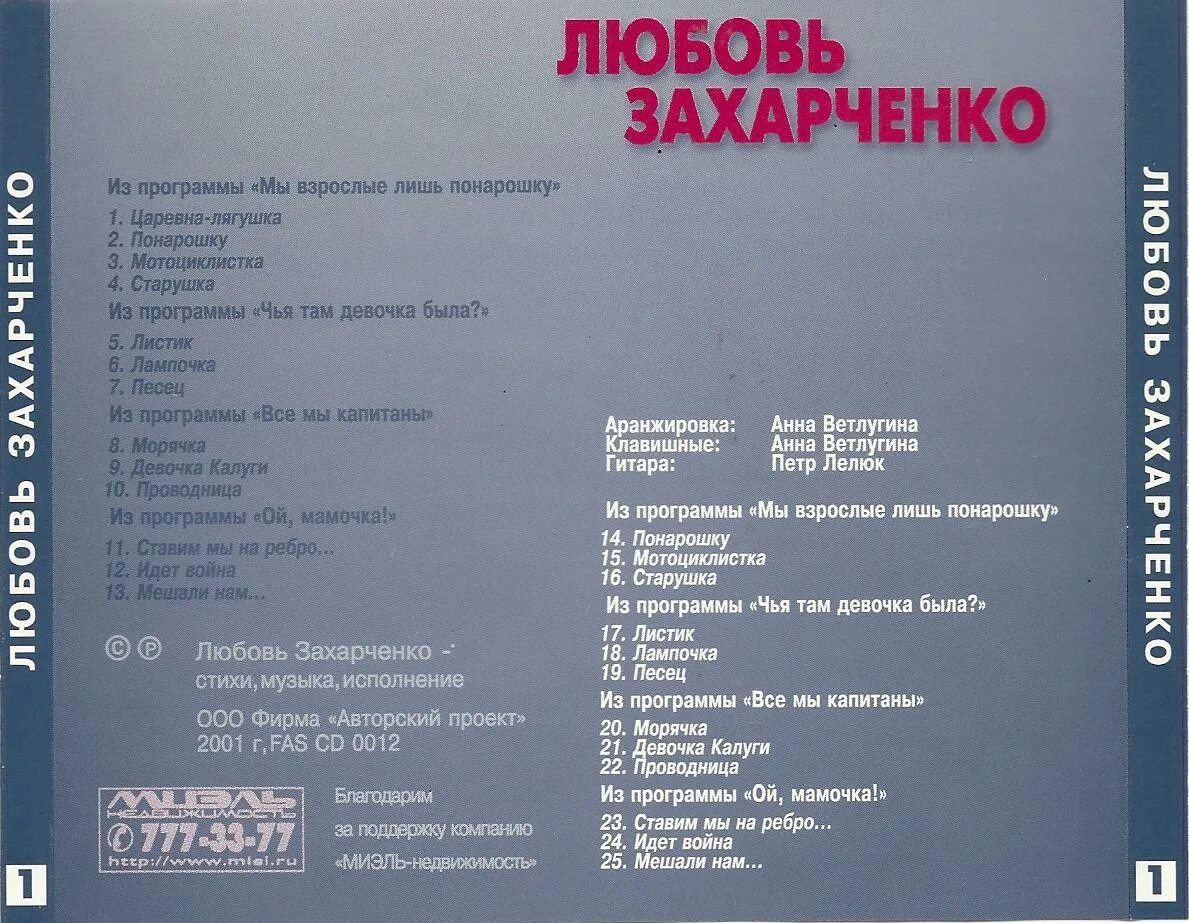 ЛЮБОВЬ
ЗАХАРЧЕНКО
ЛЮБОВЬ ЗАХАРЧЕНКО
1
Из программы «Мы взрослые лишь понарошку»
1. Царевна-лягушка
2. Понарошку
3. Мотоциклистка
4. Старушка
Из программы «Чья там девочка была?»
5. Листик
6. Лампочка
7. Песец
Из программы «Все мы капитаны»
8. Морячка
9. Девочка Калуги
10. Проводница
Из программы «Ой, мамочка!»
11. Ставим мы на ребро...
12. Идет война
13. Мешали нам...
© ℗ Любовь Захарченко -
стихи, музыка, исполнение
ООО Фирма «Авторский проект»
2001 г, FAS CD 0012
МИЭЛЬ
НЕДВИЖИМОСТЬ
✆ 777-33-77
http://www.miel.ru
Благодарим
за поддержку компанию
«МИЭЛЬ-недвижимость»
Аранжировка: Анна Ветлугина
Клавишные: Анна Ветлугина
Гитара: Петр Лелюк
Из программы «Мы взрослые лишь понарошку»
14. Понарошку
15. Мотоциклистка
16. Старушка
Из программы «Чья там девочка была?»
17. Листик
18. Лампочка
19. Песец
Из программы «Все мы капитаны»
20. Морячка
21. Девочка Калуги
22. Проводница
Из программы «Ой, мамочка!»
23. Ставим мы на ребро...
24. Идет война
25. Мешали нам...
ЛЮБОВЬ ЗАХАРЧЕНКО
1